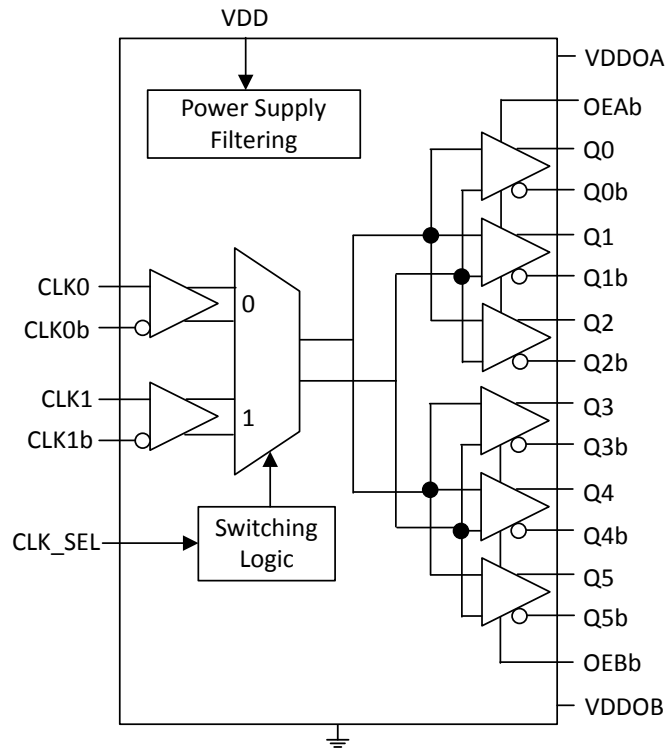 VDD
VDDOA
Power Supply
Filtering
OEAb
Q0
Q0b
Q1
Q1b
Q2
Q2b
CLK0
CLK0b
0
CLK1
CLK1b
1
Q3
Q3b
Q4
Q4b
Q5
Q5b
CLK_SEL
Switching
Logic
OEBb
VDDOB